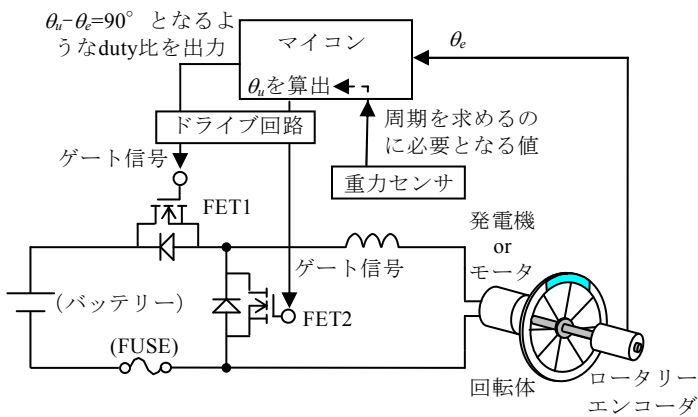 θu−θe=90° となるよ
うなduty比を出力
マイコン
θe
θuを算出
ドライブ回路
周期を求めるの
に必要となる値
ゲート信号
重力センサ
FET1
発電機
or
モータ
ゲート信号
(バッテリー)
FET2
(FUSE)
回転体
ロータリー
エンコーダ